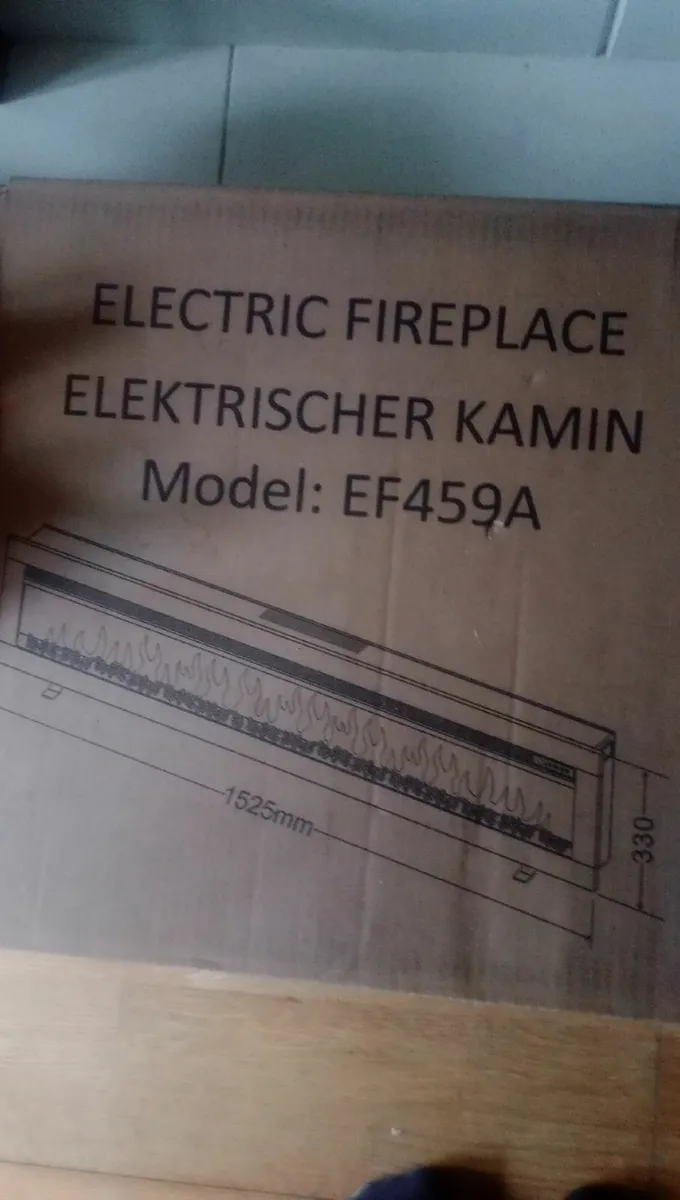 ELECTRIC FIREPLACE
ELEKTRISCHER KAMIN
Model: EF459A
1525mm
330